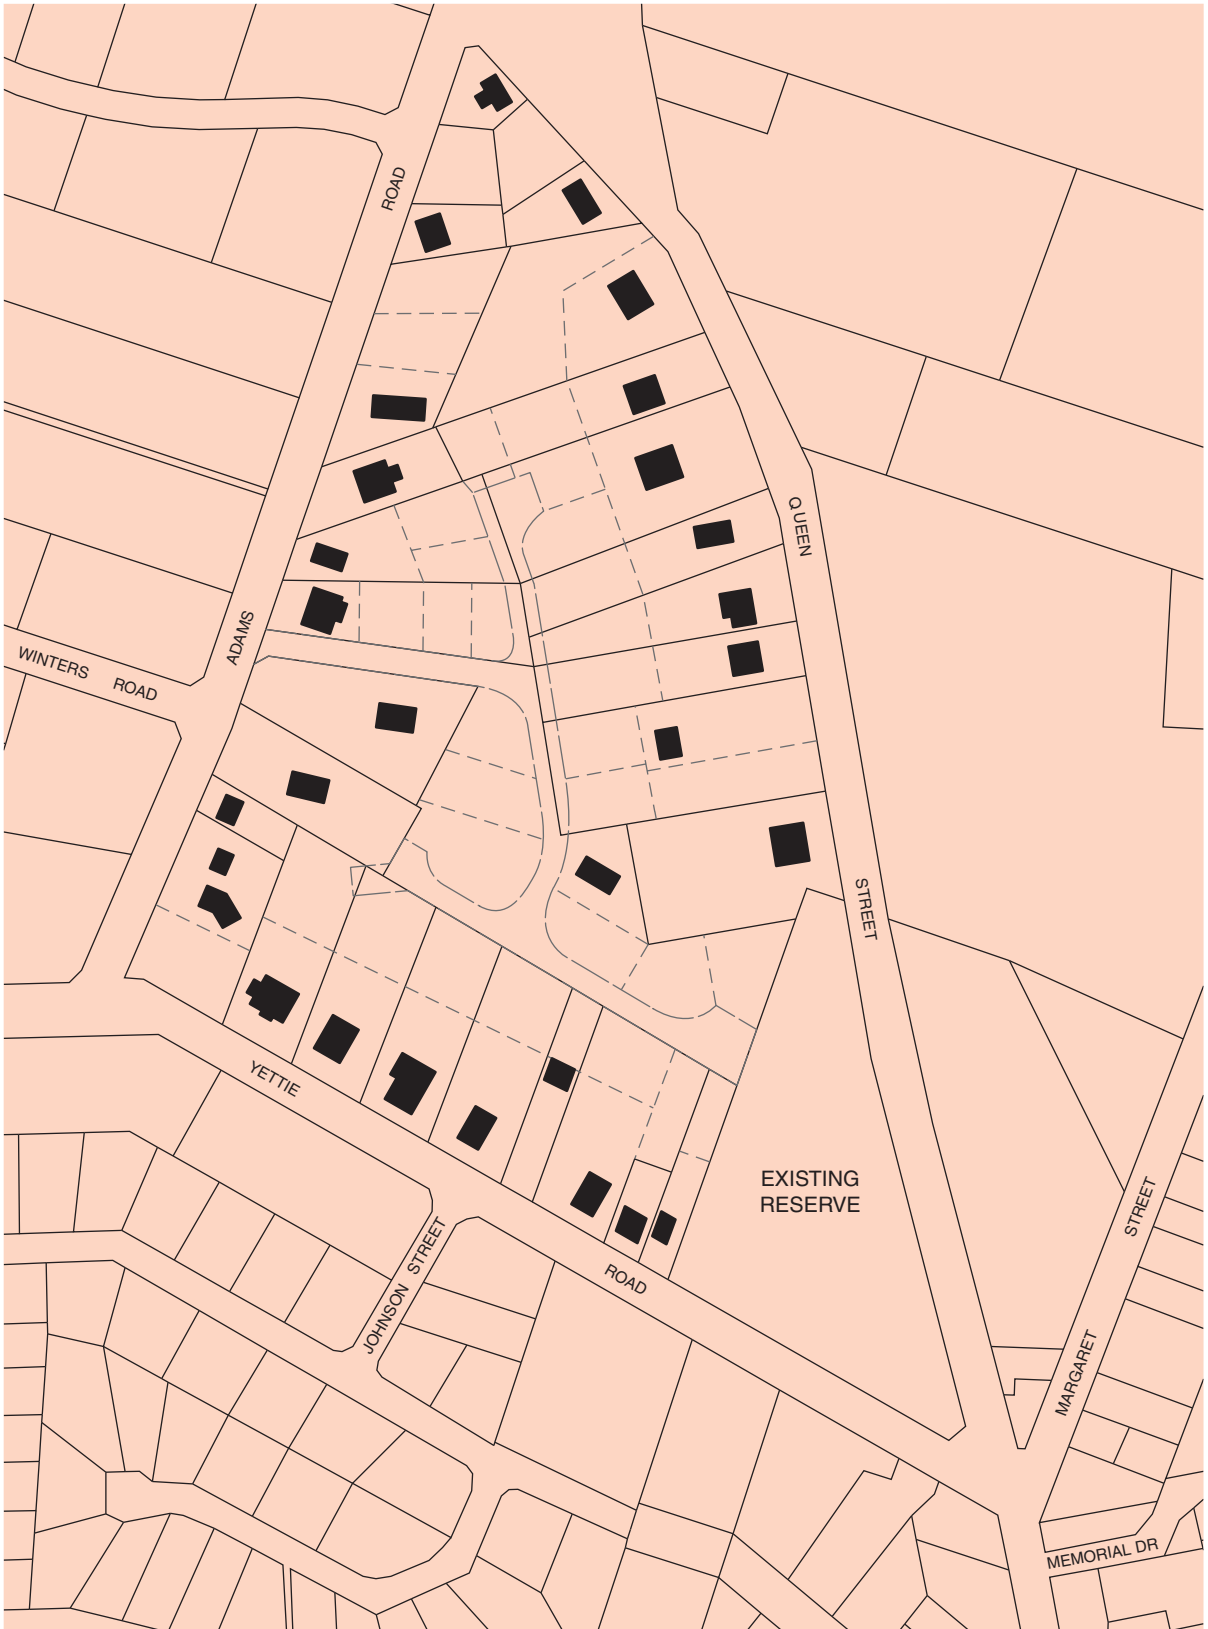 ROAD
QUEEN
ADAMS
WINTERS ROAD
STREET
YETTIE
EXISTING
RESERVE
STREET
JOHNSON STREET
ROAD
MARGARET
MEMORIAL DR